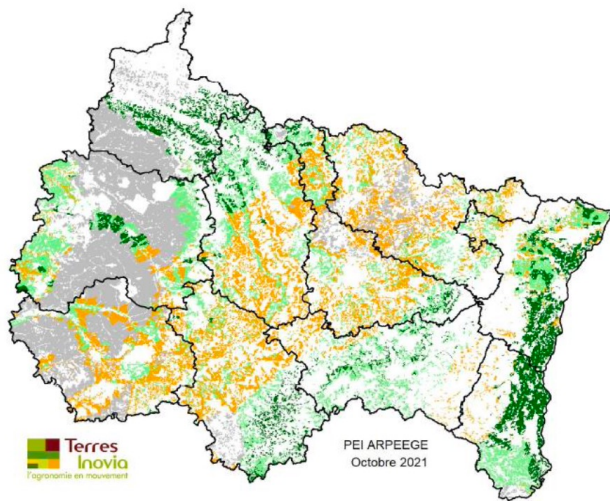 PEI ARPEEGE
Octobre 2021
Terres
Inovia
l'agronomie en mouvement